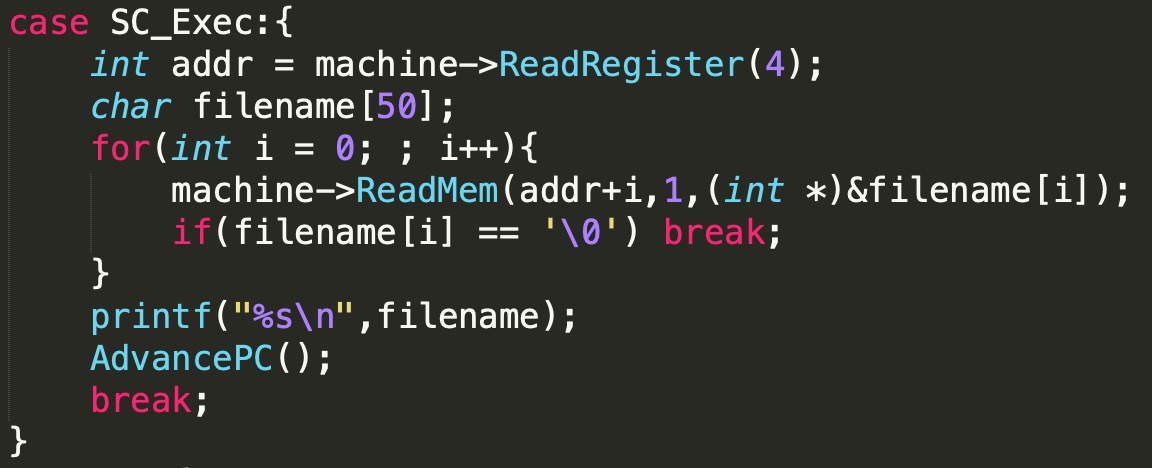 case SC_Exec:{
    int addr = machine->ReadRegister(4);
    char filename[50];
    for(int i = 0; ; i++){
        machine->ReadMem(addr+i,1,(int *)&filename[i]);
        if(filename[i] == '\0') break;
    }
    printf("%s\n",filename);
    AdvancePC();
    break;
}